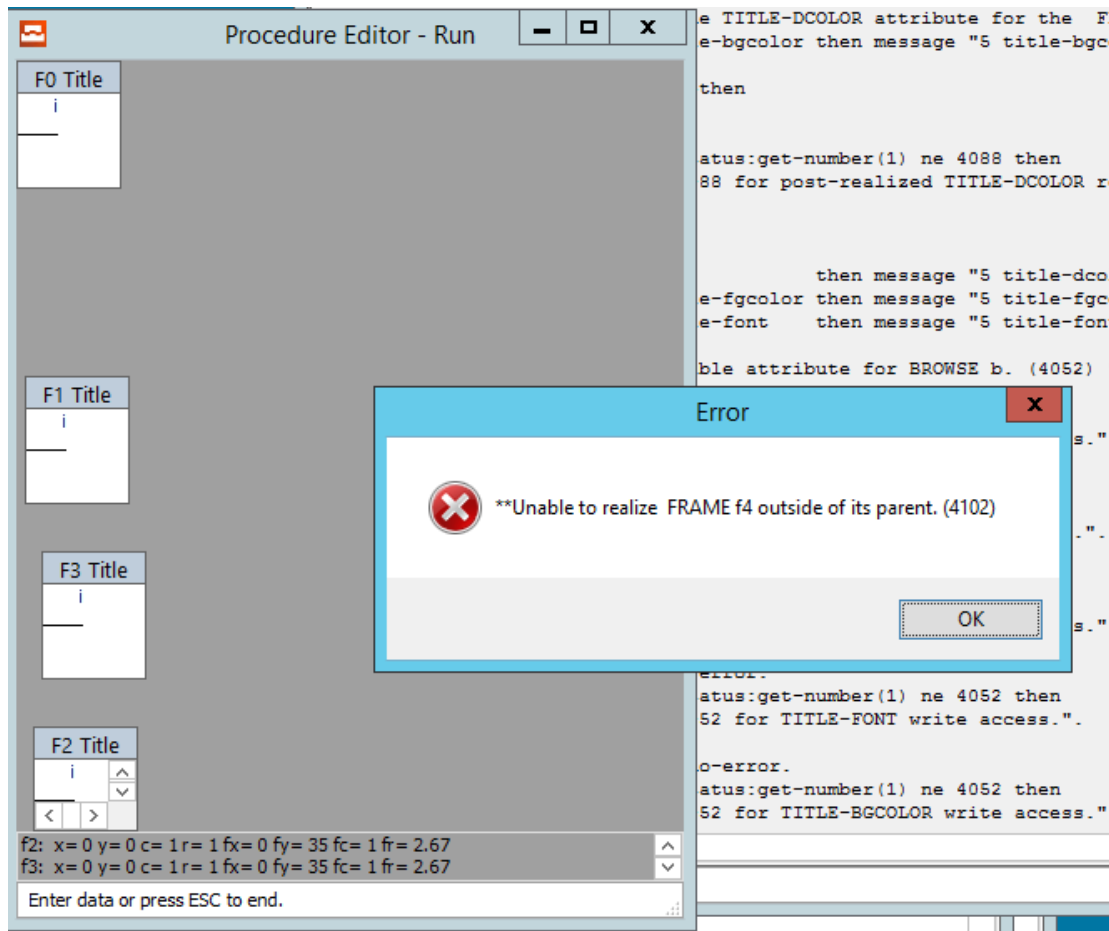 Procedure Editor - Run
F0 Title
i
F1 Title
i
F3 Title
i
F2 Title
i
f2: x= 0 y= 0 c= 1 r= 1 fx= 0 fy= 35 fc= 1 fr= 2.67
f3: x= 0 y= 0 c= 1 r= 1 fx= 0 fy= 35 fc= 1 fr= 2.67
Enter data or press ESC to end.
Error
**Unable to realize FRAME f4 outside of its parent. (4102)
OK
e TITLE-DCOLOR attribute for the
e-bgcolor then message "5 title-bgc
then
atus:get-number(1) ne 4088 then
88 for post-realized TITLE-DCOLOR r
then message "5 title-dco
e-fgcolor then message "5 title-fgc
e-font then message "5 title-fon
ble attribute for BROWSE b. (4052)
s."
.".
s."
atus:get-number(1) ne 4052 then
52 for TITLE-FONT write access.".
o-error.
atus:get-number(1) ne 4052 then
52 for TITLE-BGCOLOR write access."